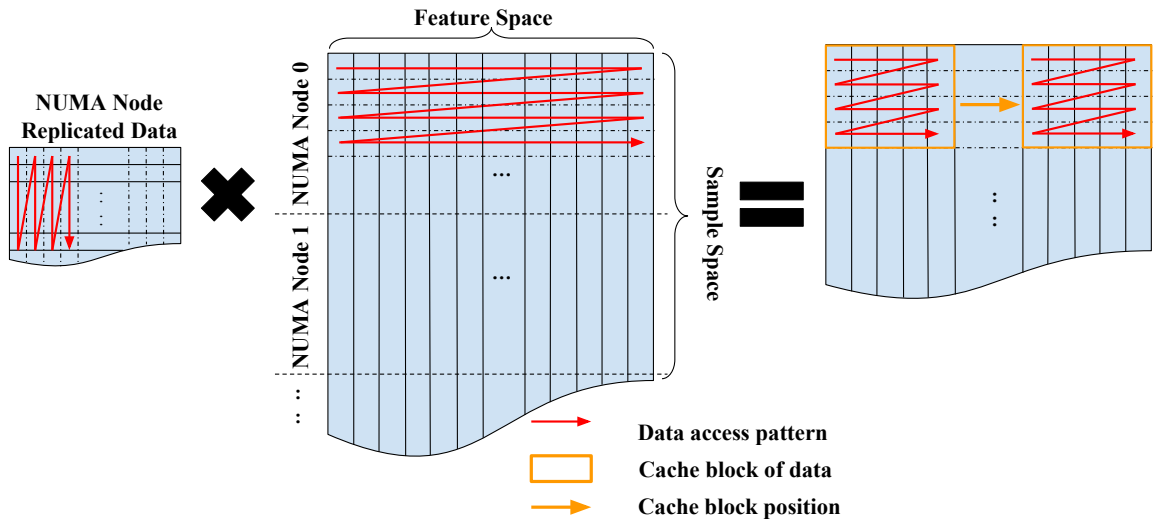 Feature Space
NUMA Node
Replicated Data
NUMA Node 0
NUMA Node 1
...
...
Sample Space
Data access pattern
Cache block of data
Cache block position